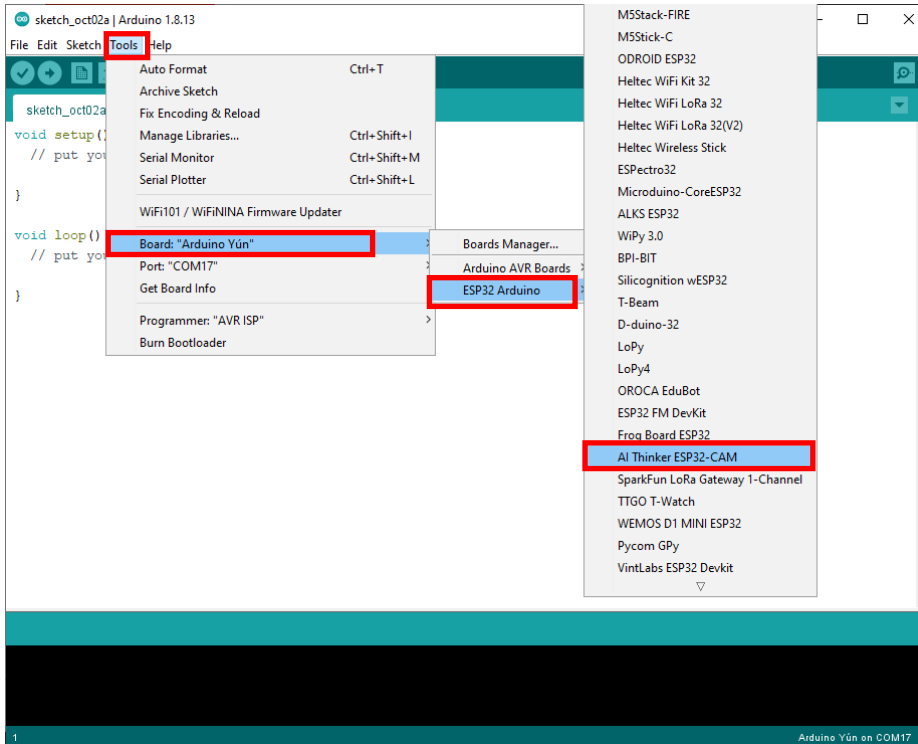 sketch_oct02a | Arduino 1.8.13
File Edit Sketch Tools Help
sketch_oct02a
void setup()
// put you
}
void loop()
// put you
}
Auto Format Ctrl+T
Archive Sketch
Fix Encoding & Reload
Manage Libraries... Ctrl+Shift+I
Serial Monitor Ctrl+Shift+M
Serial Plotter Ctrl+Shift+L
WiFi101 / WiFiNINA Firmware Updater
Board: "Arduino Yún"
Port: "COM17"
Get Board Info
Programmer: "AVR ISP"
Burn Bootloader
Boards Manager...
Arduino AVR Boards
ESP32 Arduino
M5Stack-FIRE
M5Stick-C
ODROID ESP32
Heltec WiFi Kit 32
Heltec WiFi LoRa 32
Heltec WiFi LoRa 32(V2)
Heltec Wireless Stick
ESPectro32
Microduino-CoreESP32
ALKS ESP32
WiPy 3.0
BPI-BIT
Silicognition wESP32
T-Beam
D-duino-32
LoPy
LoPy4
OROCA EduBot
ESP32 FM DevKit
Frog Board ESP32
AI Thinker ESP32-CAM
SparkFun LoRa Gateway 1-Channel
TTGO T-Watch
WEMOS D1 MINI ESP32
Pycom GPy
VintLabs ESP32 Devkit
1
Arduino Yún on COM17